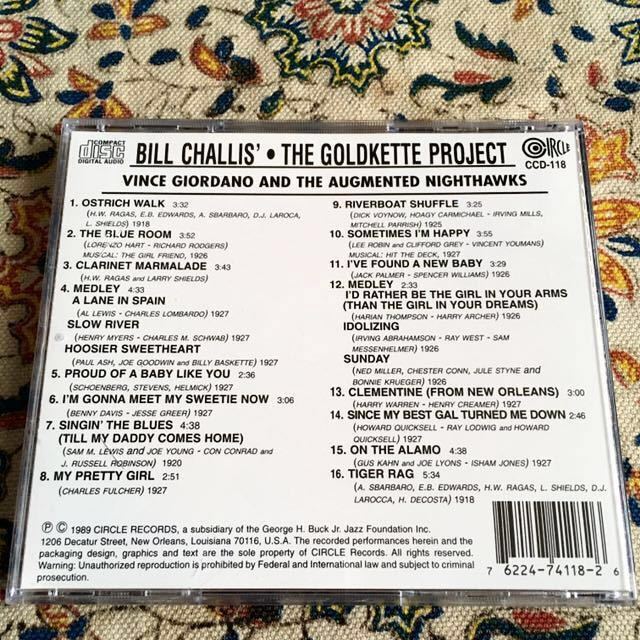 COMPACT
disc
DIGITAL AUDIO
BILL CHALLIS' • THE GOLDKETTE PROJECT
CIRCLE
CCD-118
VINCE GIORDANO AND THE AUGMENTED NIGHTHAWKS
1. OSTRICH WALK 3:32
(H.W. RAGAS, E.B. EDWARDS, A. SBARBARO, D.J. LAROCA,
L. SHIELDS) 1918
2. THE BLUE ROOM 3:52
(LORENZO HART - RICHARD RODGERS)
MUSICAL: THE GIRL FRIEND, 1926
3. CLARINET MARMALADE 3:43
(H.W. RAGAS and LARRY SHIELDS)
4. MEDLEY 4:33
A LANE IN SPAIN
(AL LEWIS - CHARLES LOMBARDO) 1927
SLOW RIVER
(HENRY MYERS - CHARLES M. SCHWAB) 1927
HOOSIER SWEETHEART
(PAUL ASH, JOE GOODWIN and BILLY BASKETTE) 1927
5. PROUD OF A BABY LIKE YOU 2:36
(SCHOENBERG, STEVENS, HELMICK) 1927
6. I'M GONNA MEET MY SWEETIE NOW 3:06
(BENNY DAVIS - JESSE GREER) 1927
7. SINGIN' THE BLUES 4:38
(TILL MY DADDY COMES HOME)
(SAM M. LEWIS and JOE YOUNG - CON CONRAD and
J. RUSSELL ROBINSON) 1920
8. MY PRETTY GIRL 2:51
(CHARLES FULCHER) 1927
9. RIVERBOAT SHUFFLE 3:25
(DICK VOYNOW, HOAGY CARMICHAEL - IRVING MILLS,
MITCHELL PARRISH) 1925
10. SOMETIMES I'M HAPPY 3:55
(LEE ROBIN and CLIFFORD GREY - VINCENT YOUMANS)
MUSICAL: HIT THE DECK, 1927
11. I'VE FOUND A NEW BABY 3:29
(JACK PALMER - SPENCER WILLIAMS) 1926
12. MEDLEY 2:33
I'D RATHER BE THE GIRL IN YOUR ARMS
(THAN THE GIRL IN YOUR DREAMS)
(HARIAN THOMPSON - HARRY ARCHER) 1926
IDOLIZING
(IRVING ABRAHAMSON - RAY WEST - SAM
MESSENHELMER) 1926
SUNDAY
(NED MILLER, CHESTER CONN, JULE STYNE and
BONNIE KRUEGER) 1926
13. CLEMENTINE (FROM NEW ORLEANS) 3:00
(HARRY WARREN - HENRY CREAMER) 1927
14. SINCE MY BEST GAL TURNED ME DOWN 2:46
(HOWARD QUICKSELL - RAY LODWIG and HOWARD
QUICKSELL) 1927
15. ON THE ALAMO 4:38
(GUS KAHN and JOE LYONS - ISHAM JONES) 1927
16. TIGER RAG 5:34
(A. SBARBARO, E.B. EDWARDS, H.W. RAGAS, L. SHIELDS, D.J.
LAROCCA, H. DECOSTA) 1918
Ⓟ © 1989 CIRCLE RECORDS, a subsidiary of the George H. Buck Jr. Jazz Foundation Inc.
1206 Decatur Street, New Orleans, Louisiana 70116, U.S.A. The recorded performances herein and the
packaging design, graphics and text are the sole property of CIRCLE Records. All rights reserved.
Warning: Unauthorized reproduction is prohibited by Federal and International law and subject to criminal
prosecution.
7 62247-4118-2 6